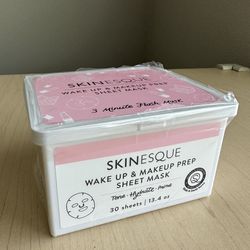 SKINESQUE
WAKE UP & MAKEUP PREP
SHEET MASK
3 Minute Flash Mask
SKINESQUE
WAKE UP & MAKEUP PREP
SHEET MASK
Tone · Hydrate · Prime
30 sheets | 13.4 oz